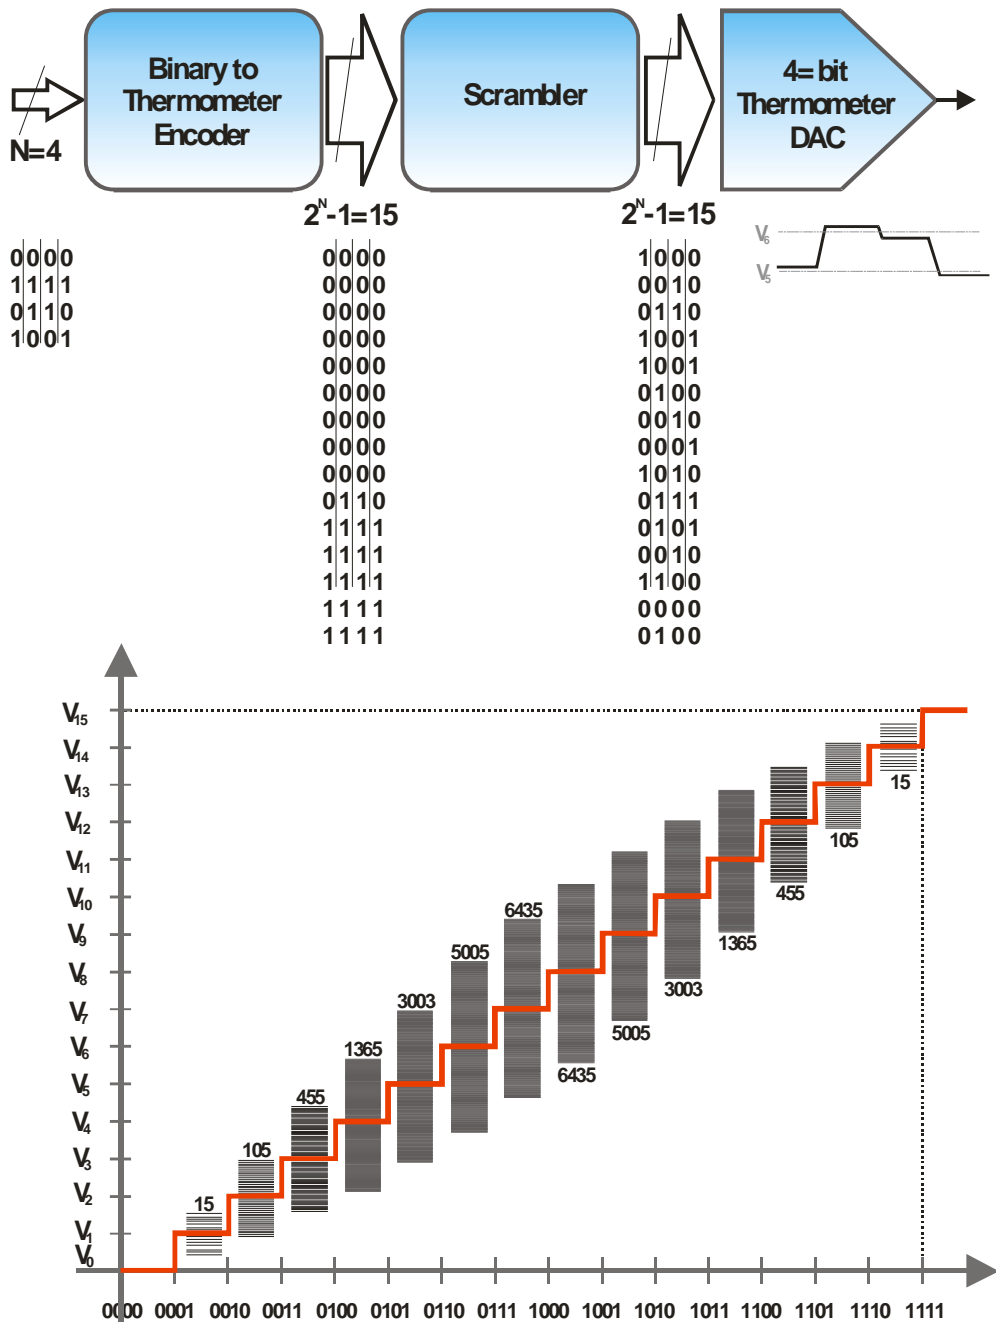 Binary to
Thermometer
Encoder
Scrambler
4=bit
Thermometer
DAC
N=4
2^N-1=15
2^N-1=15
V6
V5
0000
1111
0110
1001
0000
0000
0000
0000
0000
0000
0000
0000
0000
0110
1111
1111
1111
1111
1111
1000
0010
0110
1001
1001
0100
0010
0001
1010
0111
0101
0010
1100
0000
0100
V15
V14
V13
V12
V11
V10
V9
V8
V7
V6
V5
V4
V3
V2
V1
V0
15
105
455
1365
3003
5005
6435
6435
5005
3003
1365
455
105
15
0000 0001 0010 0011 0100 0101 0110 0111 1000 1001 1010 1011 1100 1101 1110 1111